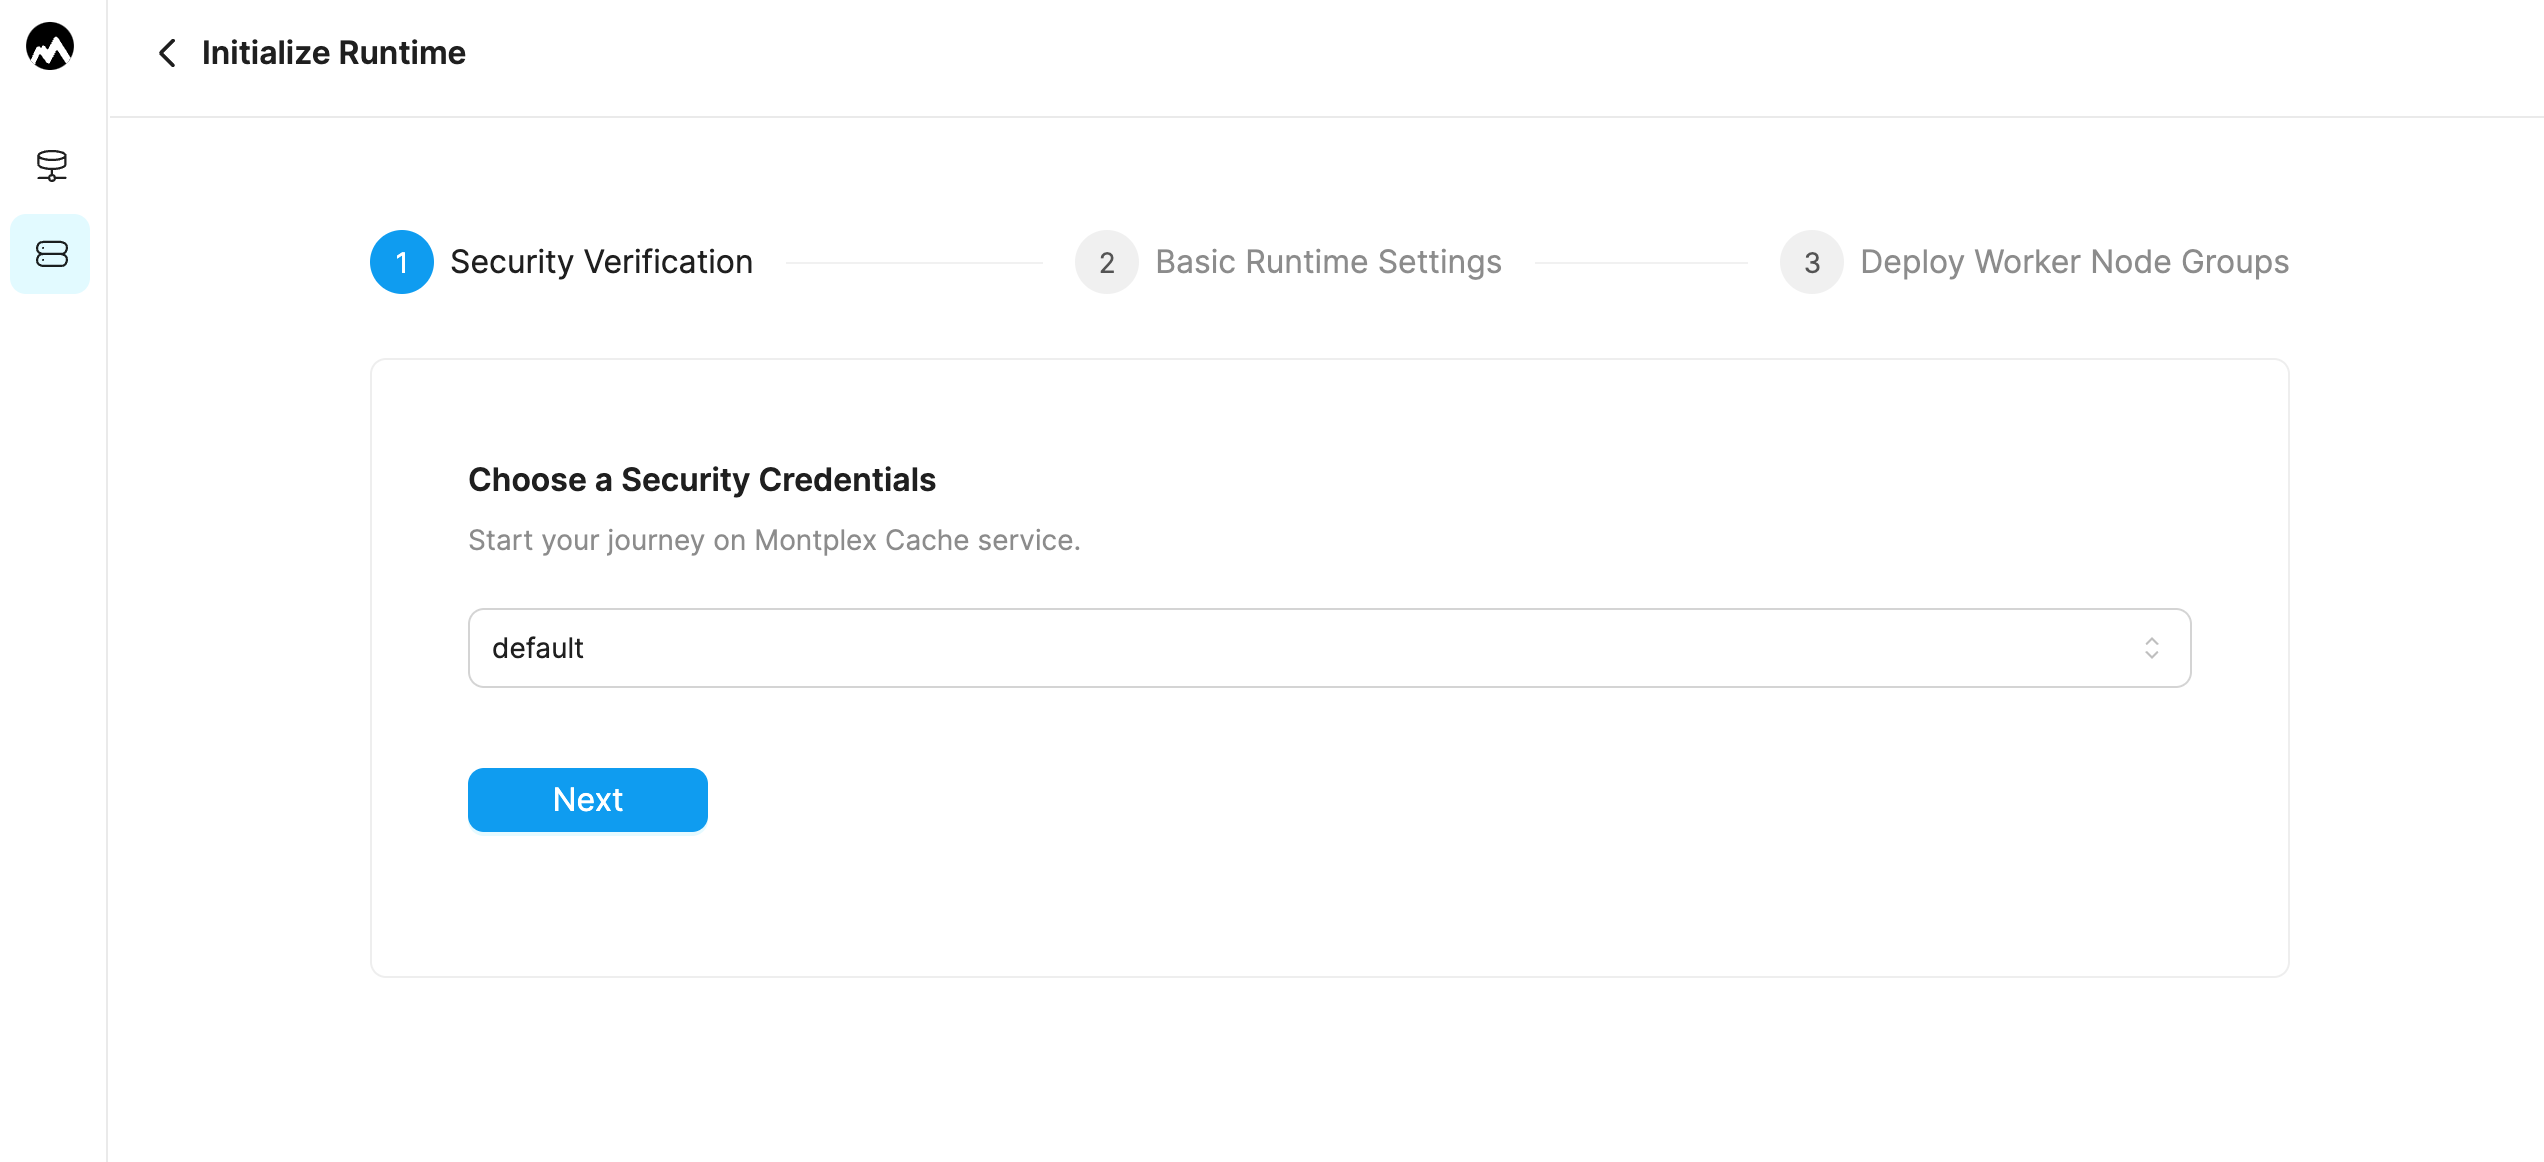 Initialize Runtime
1 Security Verification
2 Basic Runtime Settings
3 Deploy Worker Node Groups
Choose a Security Credentials
Start your journey on Montplex Cache service.
default
Next